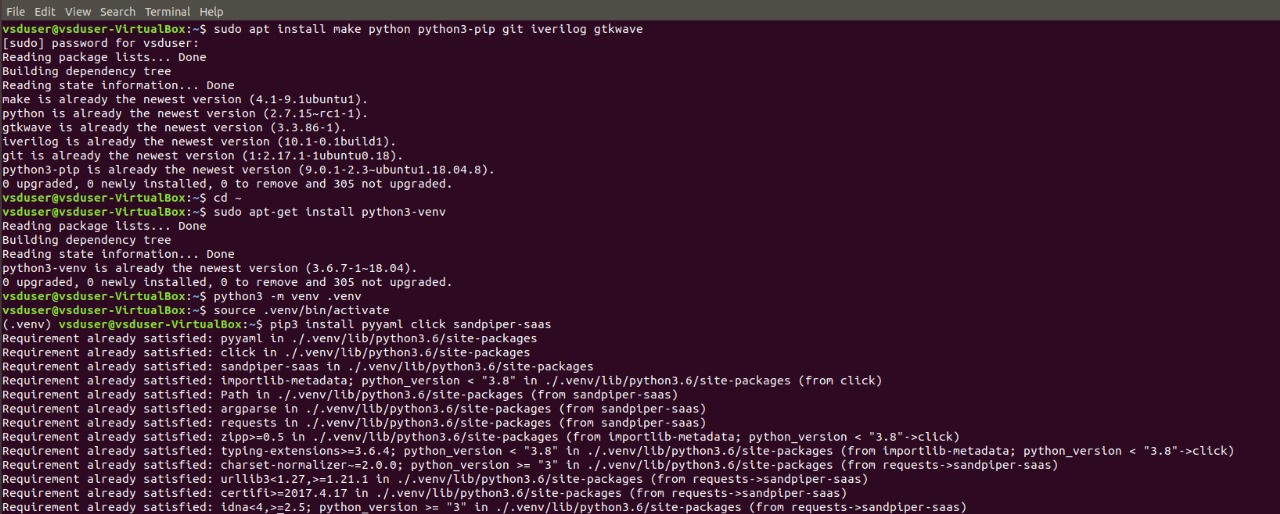 File Edit View Search Terminal Help
vsduser@vsduser-VirtualBox:~$ sudo apt install make python python3-pip git iverilog gtkwave
[sudo] password for vsduser:
Reading package lists... Done
Building dependency tree
Reading state information... Done
make is already the newest version (4.1-9.1ubuntu1).
python is already the newest version (2.7.15~rc1-1).
gtkwave is already the newest version (3.3.86-1).
iverilog is already the newest version (10.1-0.1build1).
git is already the newest version (1:2.17.1-1ubuntu0.18).
python3-pip is already the newest version (9.0.1-2.3~ubuntu1.18.04.8).
0 upgraded, 0 newly installed, 0 to remove and 305 not upgraded.
vsduser@vsduser-VirtualBox:~$ cd ~
vsduser@vsduser-VirtualBox:~$ sudo apt-get install python3-venv
Reading package lists... Done
Building dependency tree
Reading state information... Done
python3-venv is already the newest version (3.6.7-1~18.04).
0 upgraded, 0 newly installed, 0 to remove and 305 not upgraded.
vsduser@vsduser-VirtualBox:~$ python3 -m venv .venv
vsduser@vsduser-VirtualBox:~$ source .venv/bin/activate
(.venv) vsduser@vsduser-VirtualBox:~$ pip3 install pyyaml click sandpiper-saas
Requirement already satisfied: pyyaml in ./.venv/lib/python3.6/site-packages
Requirement already satisfied: click in ./.venv/lib/python3.6/site-packages
Requirement already satisfied: sandpiper-saas in ./.venv/lib/python3.6/site-packages
Requirement already satisfied: importlib-metadata; python_version < "3.8" in ./.venv/lib/python3.6/site-packages (from click)
Requirement already satisfied: Path in ./.venv/lib/python3.6/site-packages (from sandpiper-saas)
Requirement already satisfied: argparse in ./.venv/lib/python3.6/site-packages (from sandpiper-saas)
Requirement already satisfied: requests in ./.venv/lib/python3.6/site-packages (from sandpiper-saas)
Requirement already satisfied: zipp>=0.5 in ./.venv/lib/python3.6/site-packages (from importlib-metadata; python_version < "3.8"->click)
Requirement already satisfied: typing-extensions>=3.6.4; python_version < "3.8" in ./.venv/lib/python3.6/site-packages (from importlib-metadata; python_version < "3.8"->click)
Requirement already satisfied: charset-normalizer~=2.0.0; python_version >= "3" in ./.venv/lib/python3.6/site-packages (from requests->sandpiper-saas)
Requirement already satisfied: urllib3<1.27,>=1.21.1 in ./.venv/lib/python3.6/site-packages (from requests->sandpiper-saas)
Requirement already satisfied: certifi>=2017.4.17 in ./.venv/lib/python3.6/site-packages (from requests->sandpiper-saas)
Requirement already satisfied: idna<4,>=2.5; python_version >= "3" in ./.venv/lib/python3.6/site-packages (from requests->sandpiper-saas)